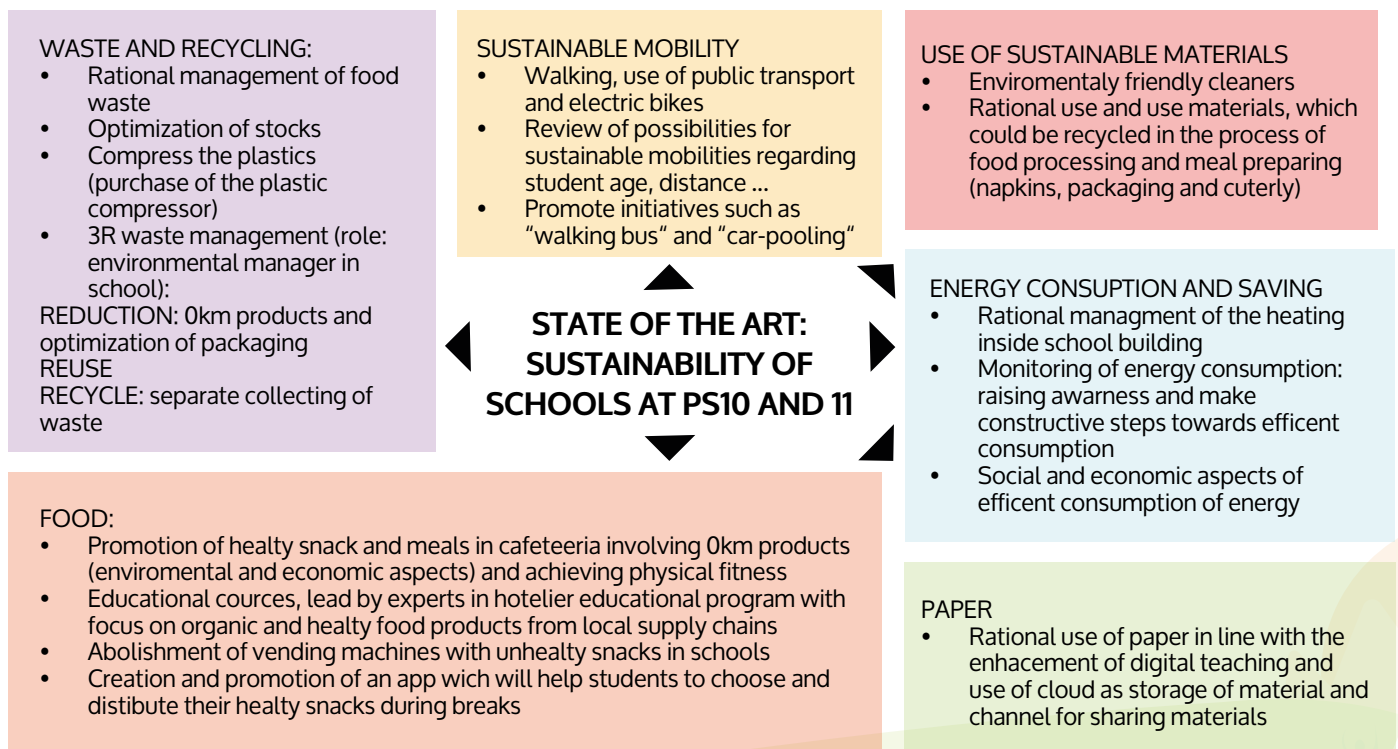 WASTE AND RECYCLING:
• Rational management of food
waste
• Optimization of stocks
• Compress the plastics
(purchase of the plastic
compressor)
• 3R waste management (role:
environmental manager in
school):
REDUCTION: 0km products and
optimization of packaging
REUSE
RECYCLE: separate collecting of
waste
SUSTAINABLE MOBILITY
• Walking, use of public transport
and electric bikes
• Review of possibilities for
sustainable mobilities regarding
student age, distance ...
• Promote initiatives such as
“walking bus“ and “car-pooling“
USE OF SUSTAINABLE MATERIALS
• Enviromentaly friendly cleaners
• Rational use and use materials, which
could be recycled in the process of
food processing and meal preparing
(napkins, packaging and cuterly)
STATE OF THE ART:
SUSTAINABILITY OF
SCHOOLS AT PS10 AND 11
ENERGY CONSUPTION AND SAVING
• Rational managment of the heating
inside school building
• Monitoring of energy consumption:
raising awarness and make
constructive steps towards efficent
consumption
• Social and economic aspects of
efficent consumption of energy
FOOD:
• Promotion of healty snack and meals in cafeteeria involving 0km products
(enviromental and economic aspects) and achieving physical fitness
• Educational cources, lead by experts in hotelier educational program with
focus on organic and healty food products from local supply chains
• Abolishment of vending machines with unhealty snacks in schools
• Creation and promotion of an app wich will help students to choose and
distibute their healty snacks during breaks
PAPER
• Rational use of paper in line with the
enhacement of digital teaching and
use of cloud as storage of material and
channel for sharing materials